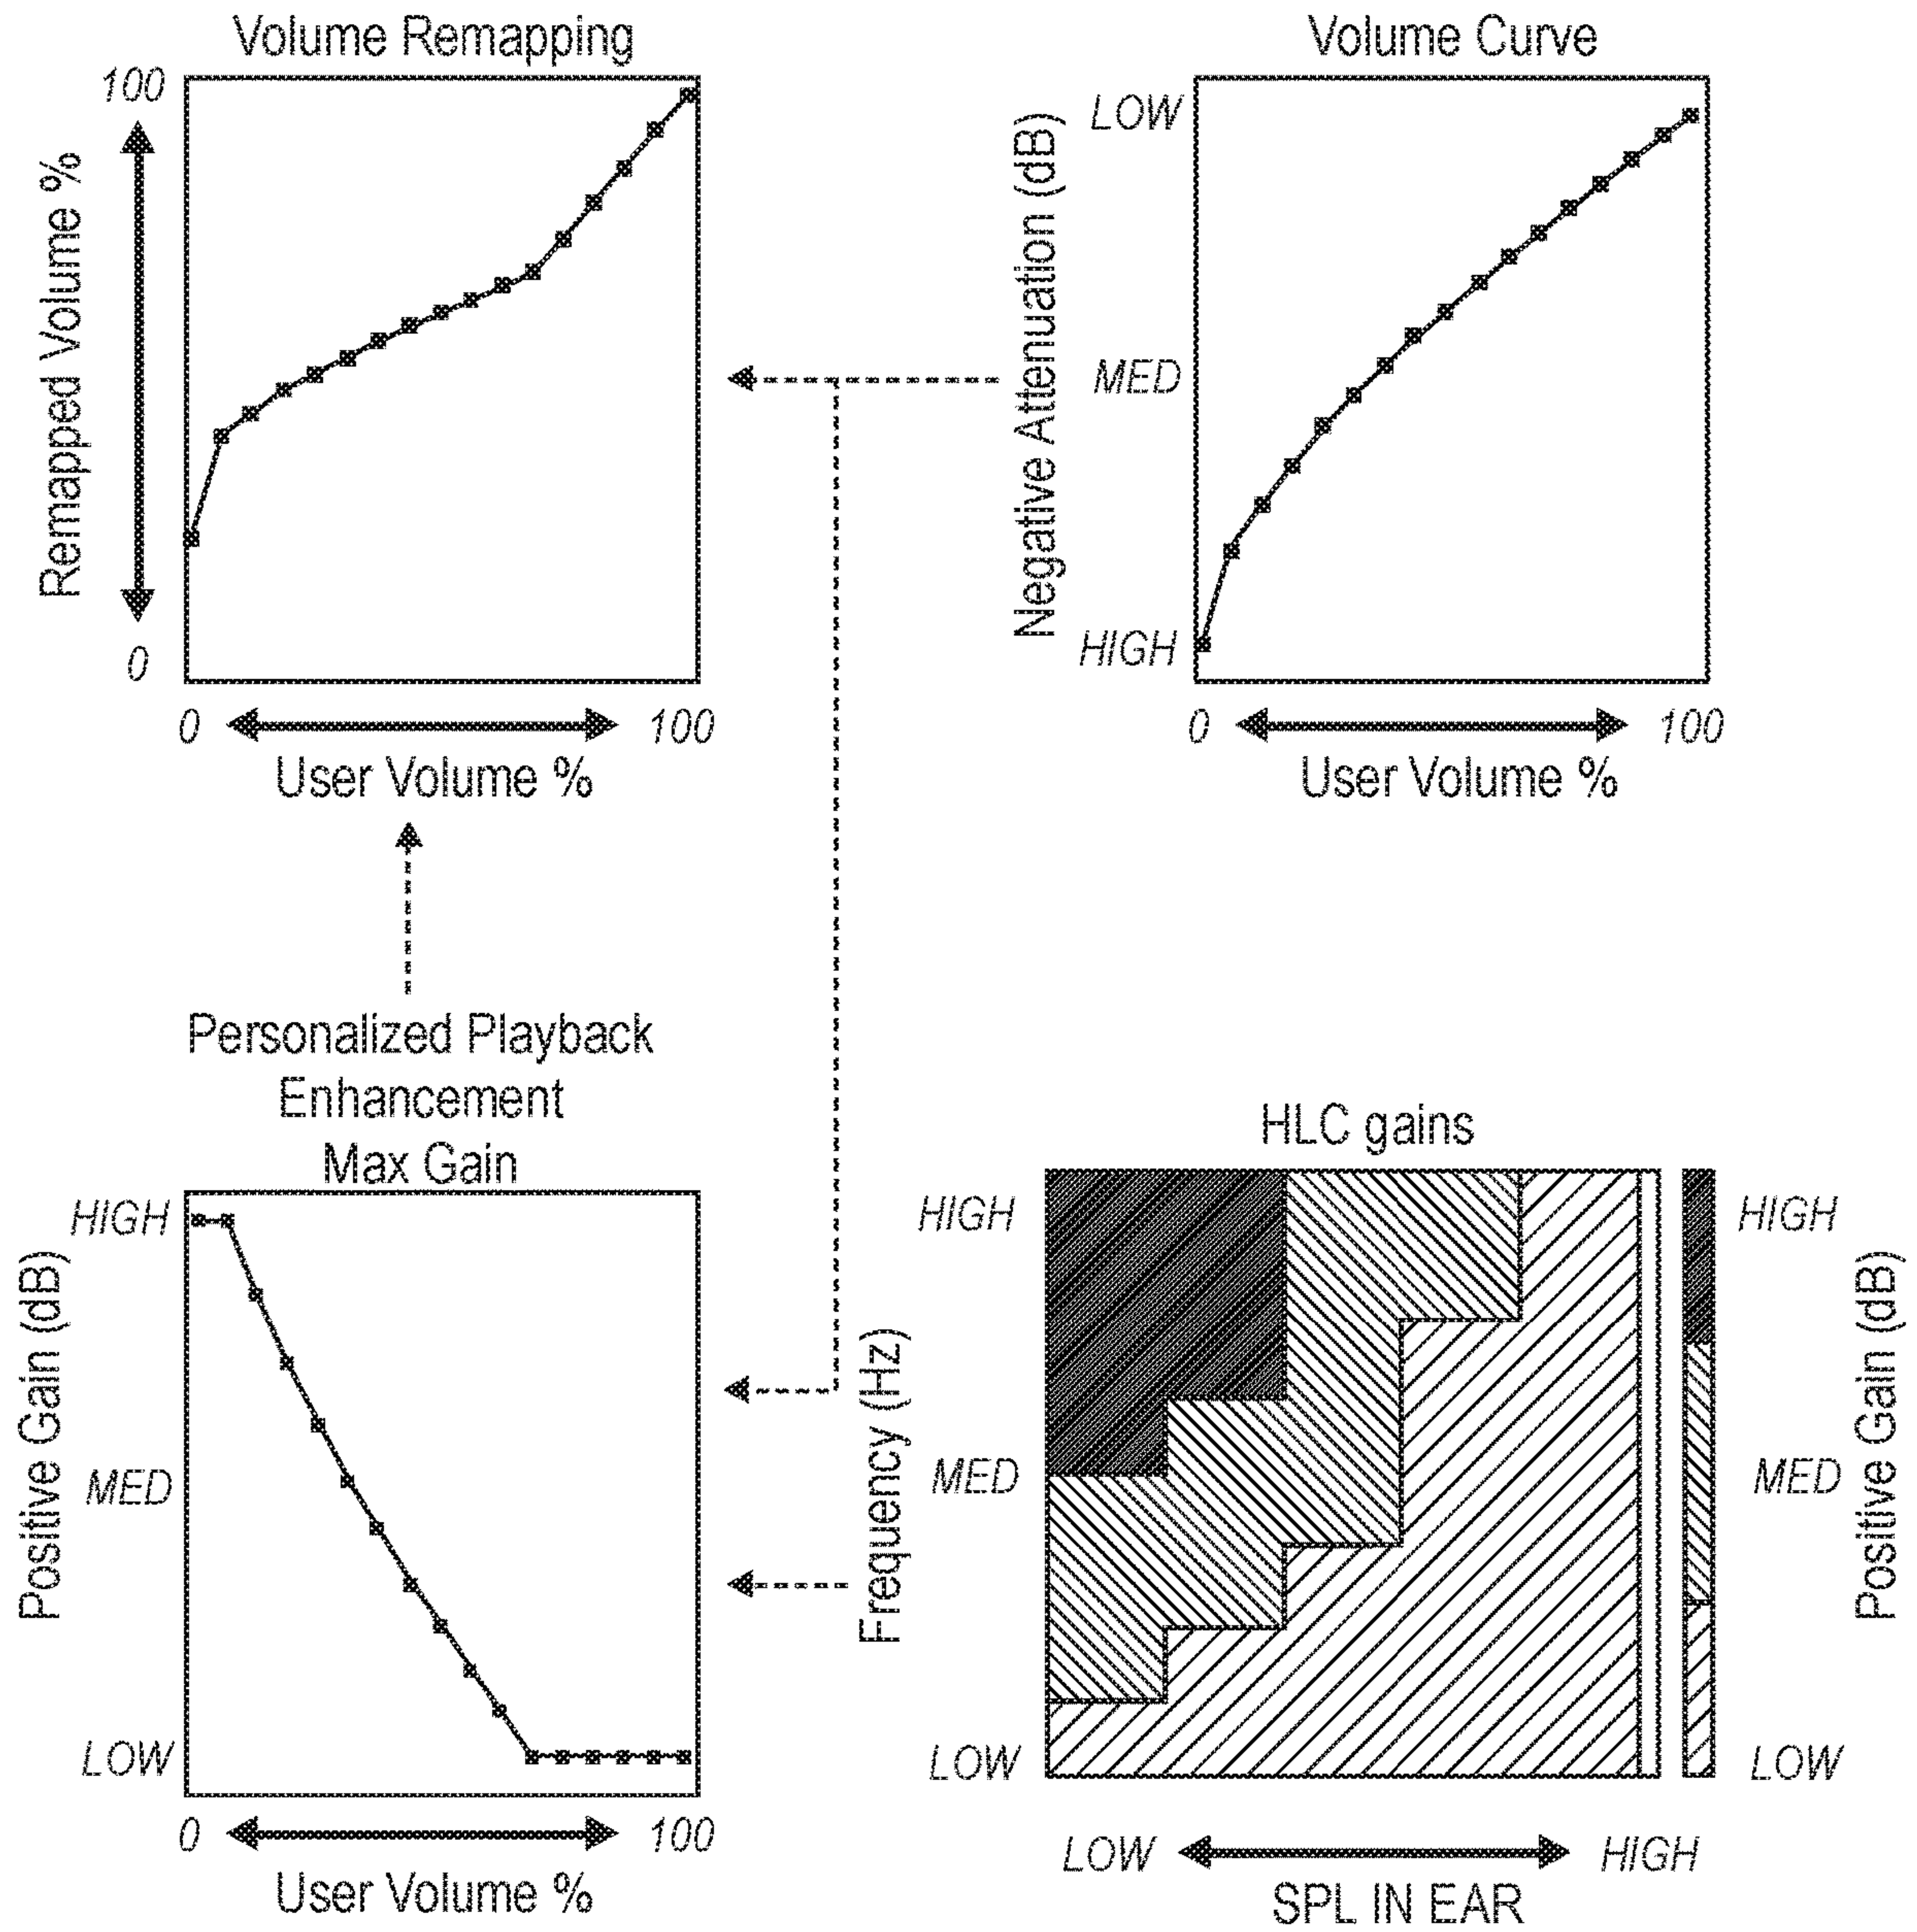 Volume Remapping
100
Remapped Volume %
0
0
100
User Volume %
Volume Curve
LOW
Negative Attenuation (dB)
MED
HIGH
0
100
User Volume %
Personalized Playback
Enhancement
Max Gain
HIGH
Positive Gain (dB)
MED
LOW
0
100
User Volume %
HLC gains
HIGH
Frequency (Hz)
MED
LOW
HIGH
Positive Gain (dB)
MED
LOW
LOW
HIGH
SPL IN EAR